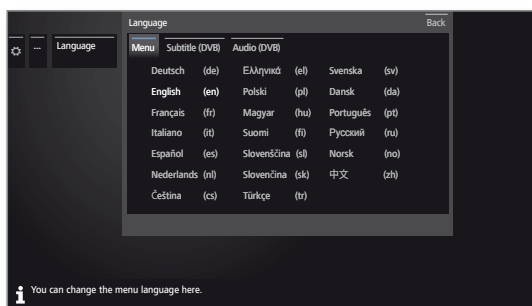 Language Back
... Language
Menu Subtitle (DVB) Audio (DVB)
Deutsch (de) Ελληνικά (el) Svenska (sv)
English (en) Polski (pl) Dansk (da)
Français (fr) Magyar (hu) Português (pt)
Italiano (it) Suomi (fi) Русский (ru)
Español (es) Slovenščina (sl) Norsk (no)
Nederlands (nl) Slovenčina (sk) 中文 (zh)
Čeština (cs) Türkçe (tr)
You can change the menu language here.